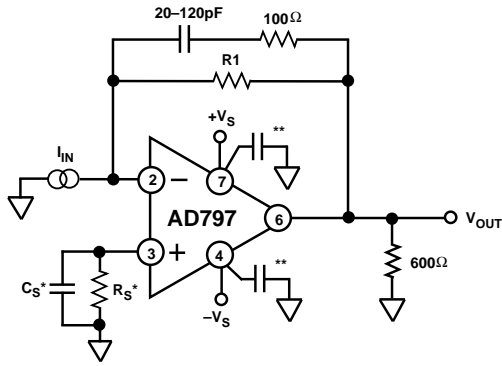 20–120pF
100Ω
R1
+VS
**
IIN
2
–
7
AD797
6
VOUT
3
+
4
**
CS*
RS*
600Ω
–VS